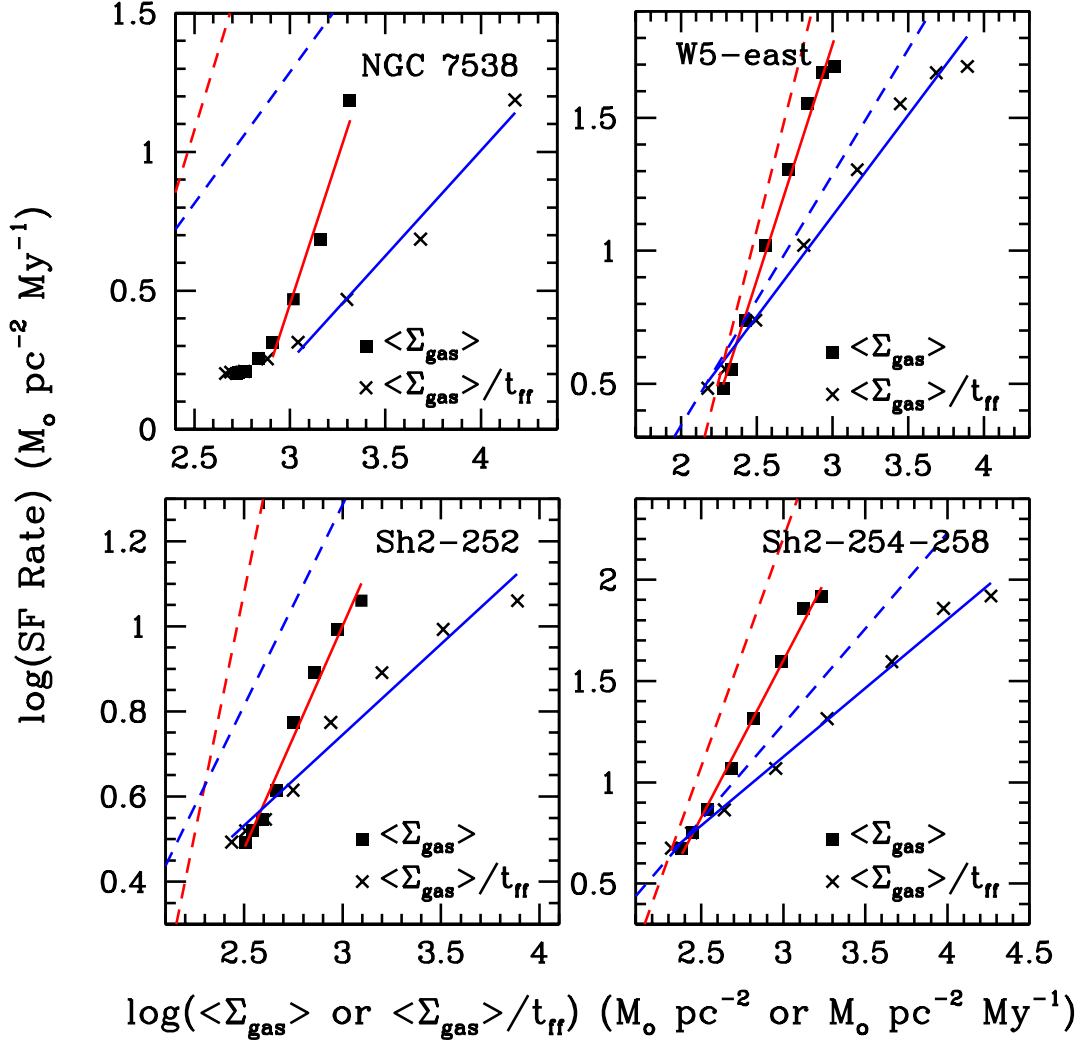 NGC 7538
1.5
1
0.5
0
2.5 3 3.5 4
<Σgas>
<Σgas>/tff
W5-east
1.5
1
0.5
2 2.5 3 3.5 4
<Σgas>
<Σgas>/tff
Sh2-252
1.2
1
0.8
0.6
0.4
2.5 3 3.5 4
<Σgas>
<Σgas>/tff
Sh2-254-258
2
1.5
1
0.5
2.5 3 3.5 4 4.5
<Σgas>
<Σgas>/tff
log(SF Rate) (Mo pc−2 My−1)
log(<Σgas> or <Σgas>/tff) (Mo pc−2 or Mo pc−2 My−1)